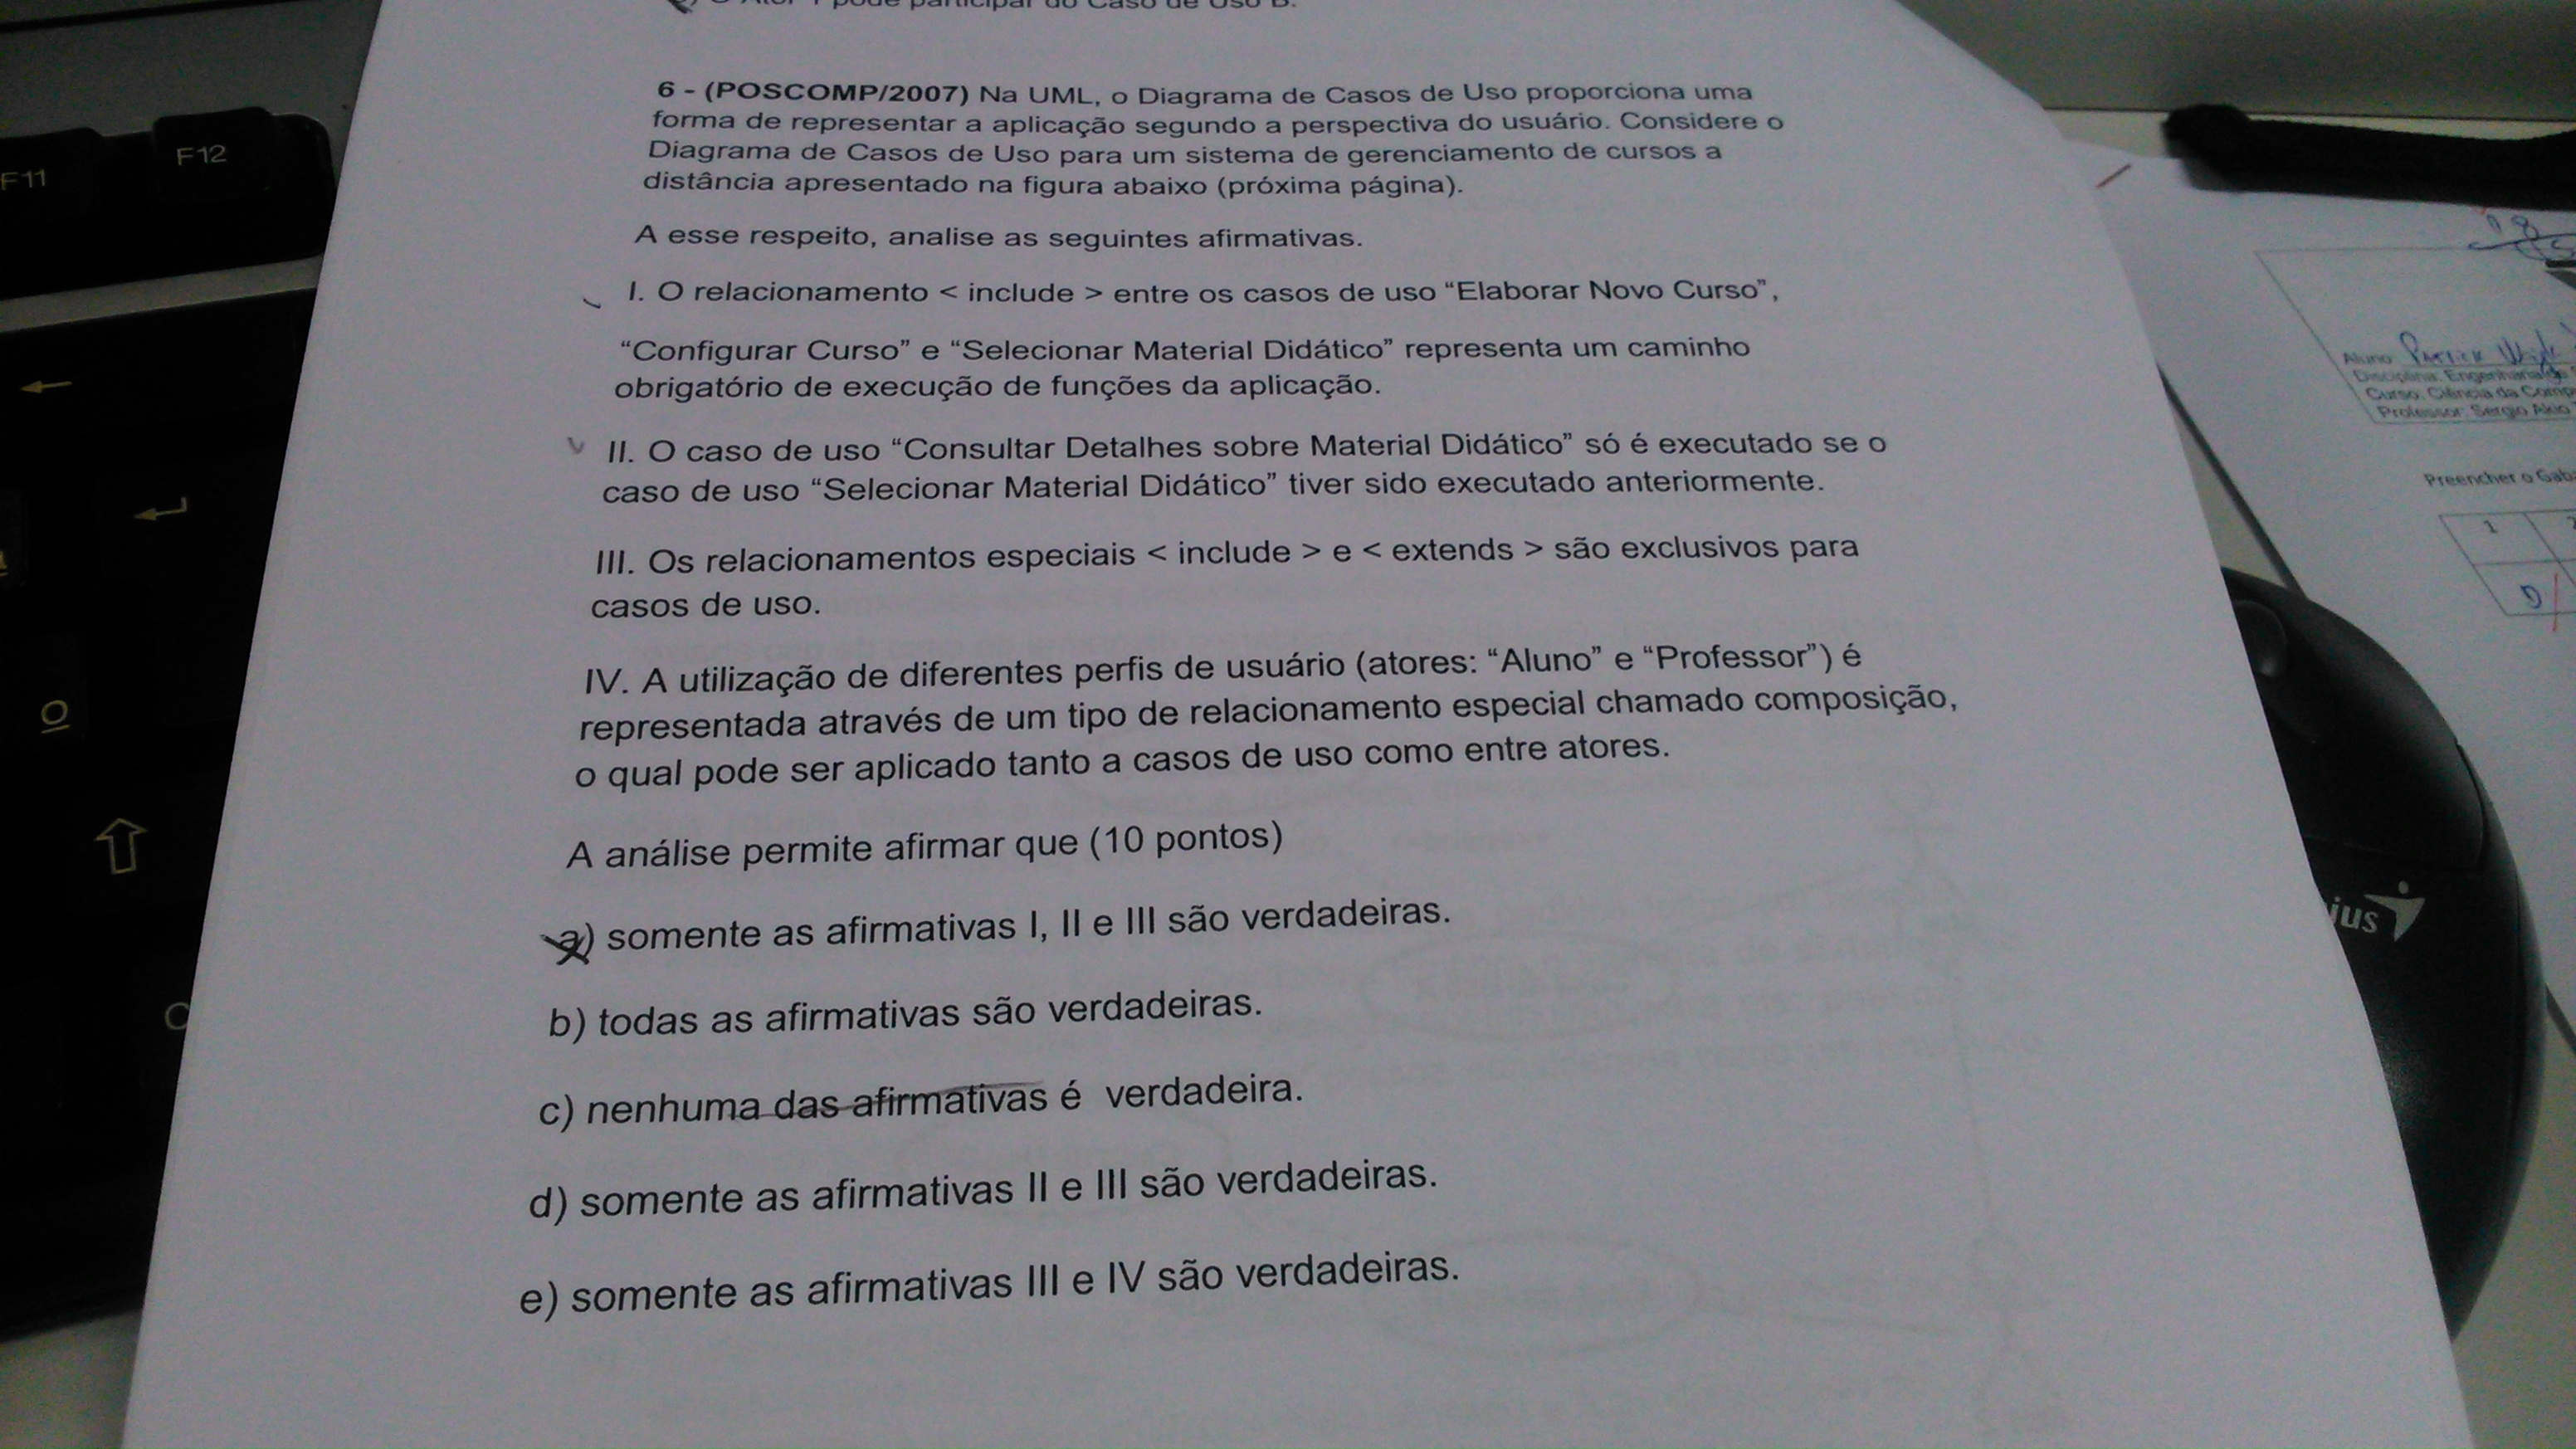 O Ator 1 pode participar do Caso de Uso B.
6 - (POSCOMP/2007) Na UML, o Diagrama de Casos de Uso proporciona uma
forma de representar a aplicação segundo a perspectiva do usuário. Considere o
Diagrama de Casos de Uso para um sistema de gerenciamento de cursos a
distância apresentado na figura abaixo (próxima página).
A esse respeito, analise as seguintes afirmativas.
I. O relacionamento < include > entre os casos de uso “Elaborar Novo Curso”,
“Configurar Curso” e “Selecionar Material Didático” representa um caminho
obrigatório de execução de funções da aplicação.
II. O caso de uso “Consultar Detalhes sobre Material Didático” só é executado se o
caso de uso “Selecionar Material Didático” tiver sido executado anteriormente.
III. Os relacionamentos especiais < include > e < extends > são exclusivos para
casos de uso.
IV. A utilização de diferentes perfis de usuário (atores: “Aluno” e “Professor”) é
representada através de um tipo de relacionamento especial chamado composição,
o qual pode ser aplicado tanto a casos de uso como entre atores.
A análise permite afirmar que (10 pontos)
a) somente as afirmativas I, II e III são verdadeiras.
b) todas as afirmativas são verdadeiras.
c) nenhuma das afirmativas é verdadeira.
d) somente as afirmativas II e III são verdadeiras.
e) somente as afirmativas III e IV são verdadeiras.
F11
F12
O
C
ius
Aluno:
Disciplina: Engenharia de
Curso: Ciência da Comp
Professor: Sergio Akio
Preencher o Gab
1
D